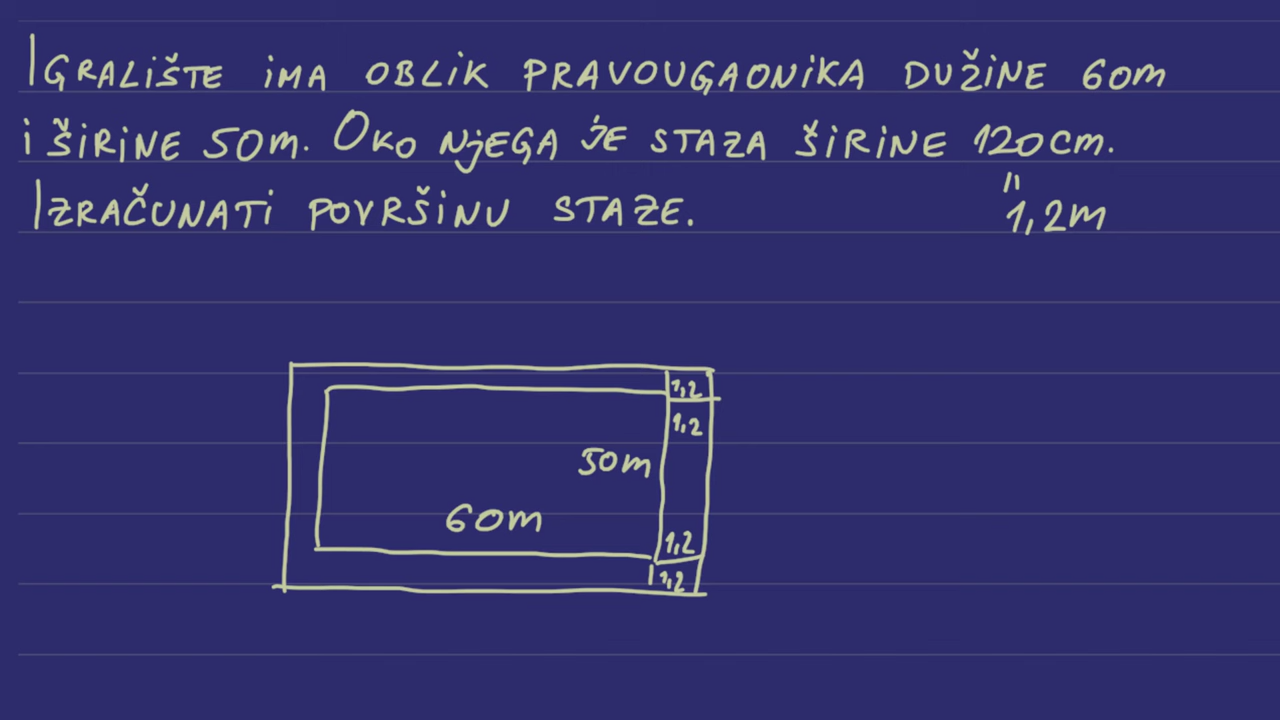 IGRALIŠTE IMA OBLIK PRAVOUGAONIKA DUŽINE 60m
i ŠIRINE 50m. OKO NJEGA JE STAZA ŠIRINE 120cm.
IZRAČUNATI POVRŠINU STAZE.
"
1,2m
1,2
1,2
50m
60m
1,2
1,2